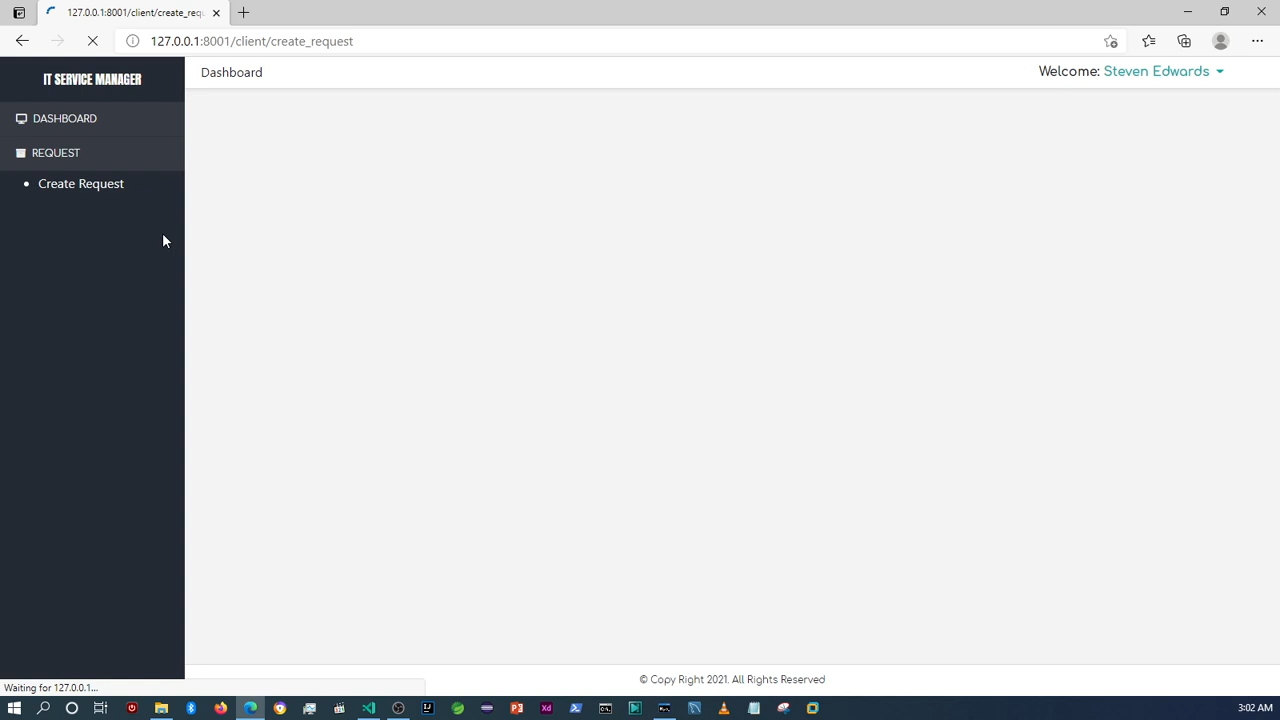 127.0.0.1:8001/client/create_requ
127.0.0.1:8001/client/create_request
IT SERVICE MANAGER
Dashboard
Welcome: Steven Edwards
DASHBOARD
REQUEST
Create Request
© Copy Right 2021. All Rights Reserved
Waiting for 127.0.0.1...
3:02 AM